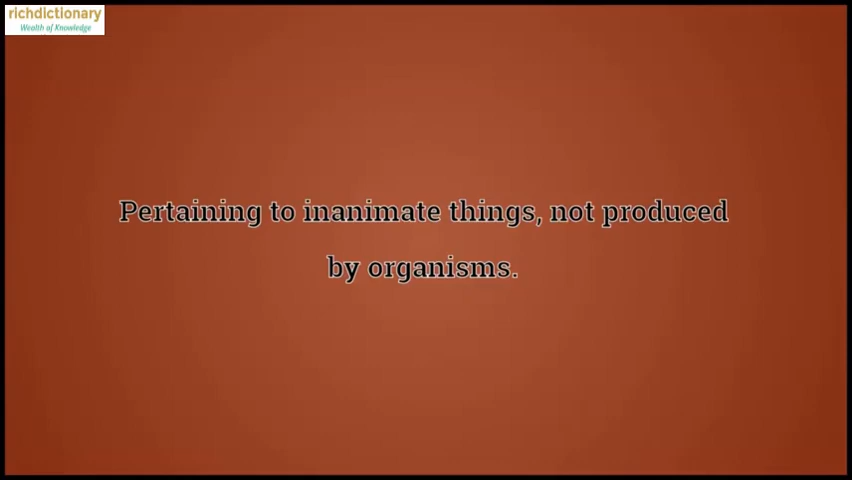 richdictionary
Wealth of Knowledge
Pertaining to inanimate things, not produced
by organisms.